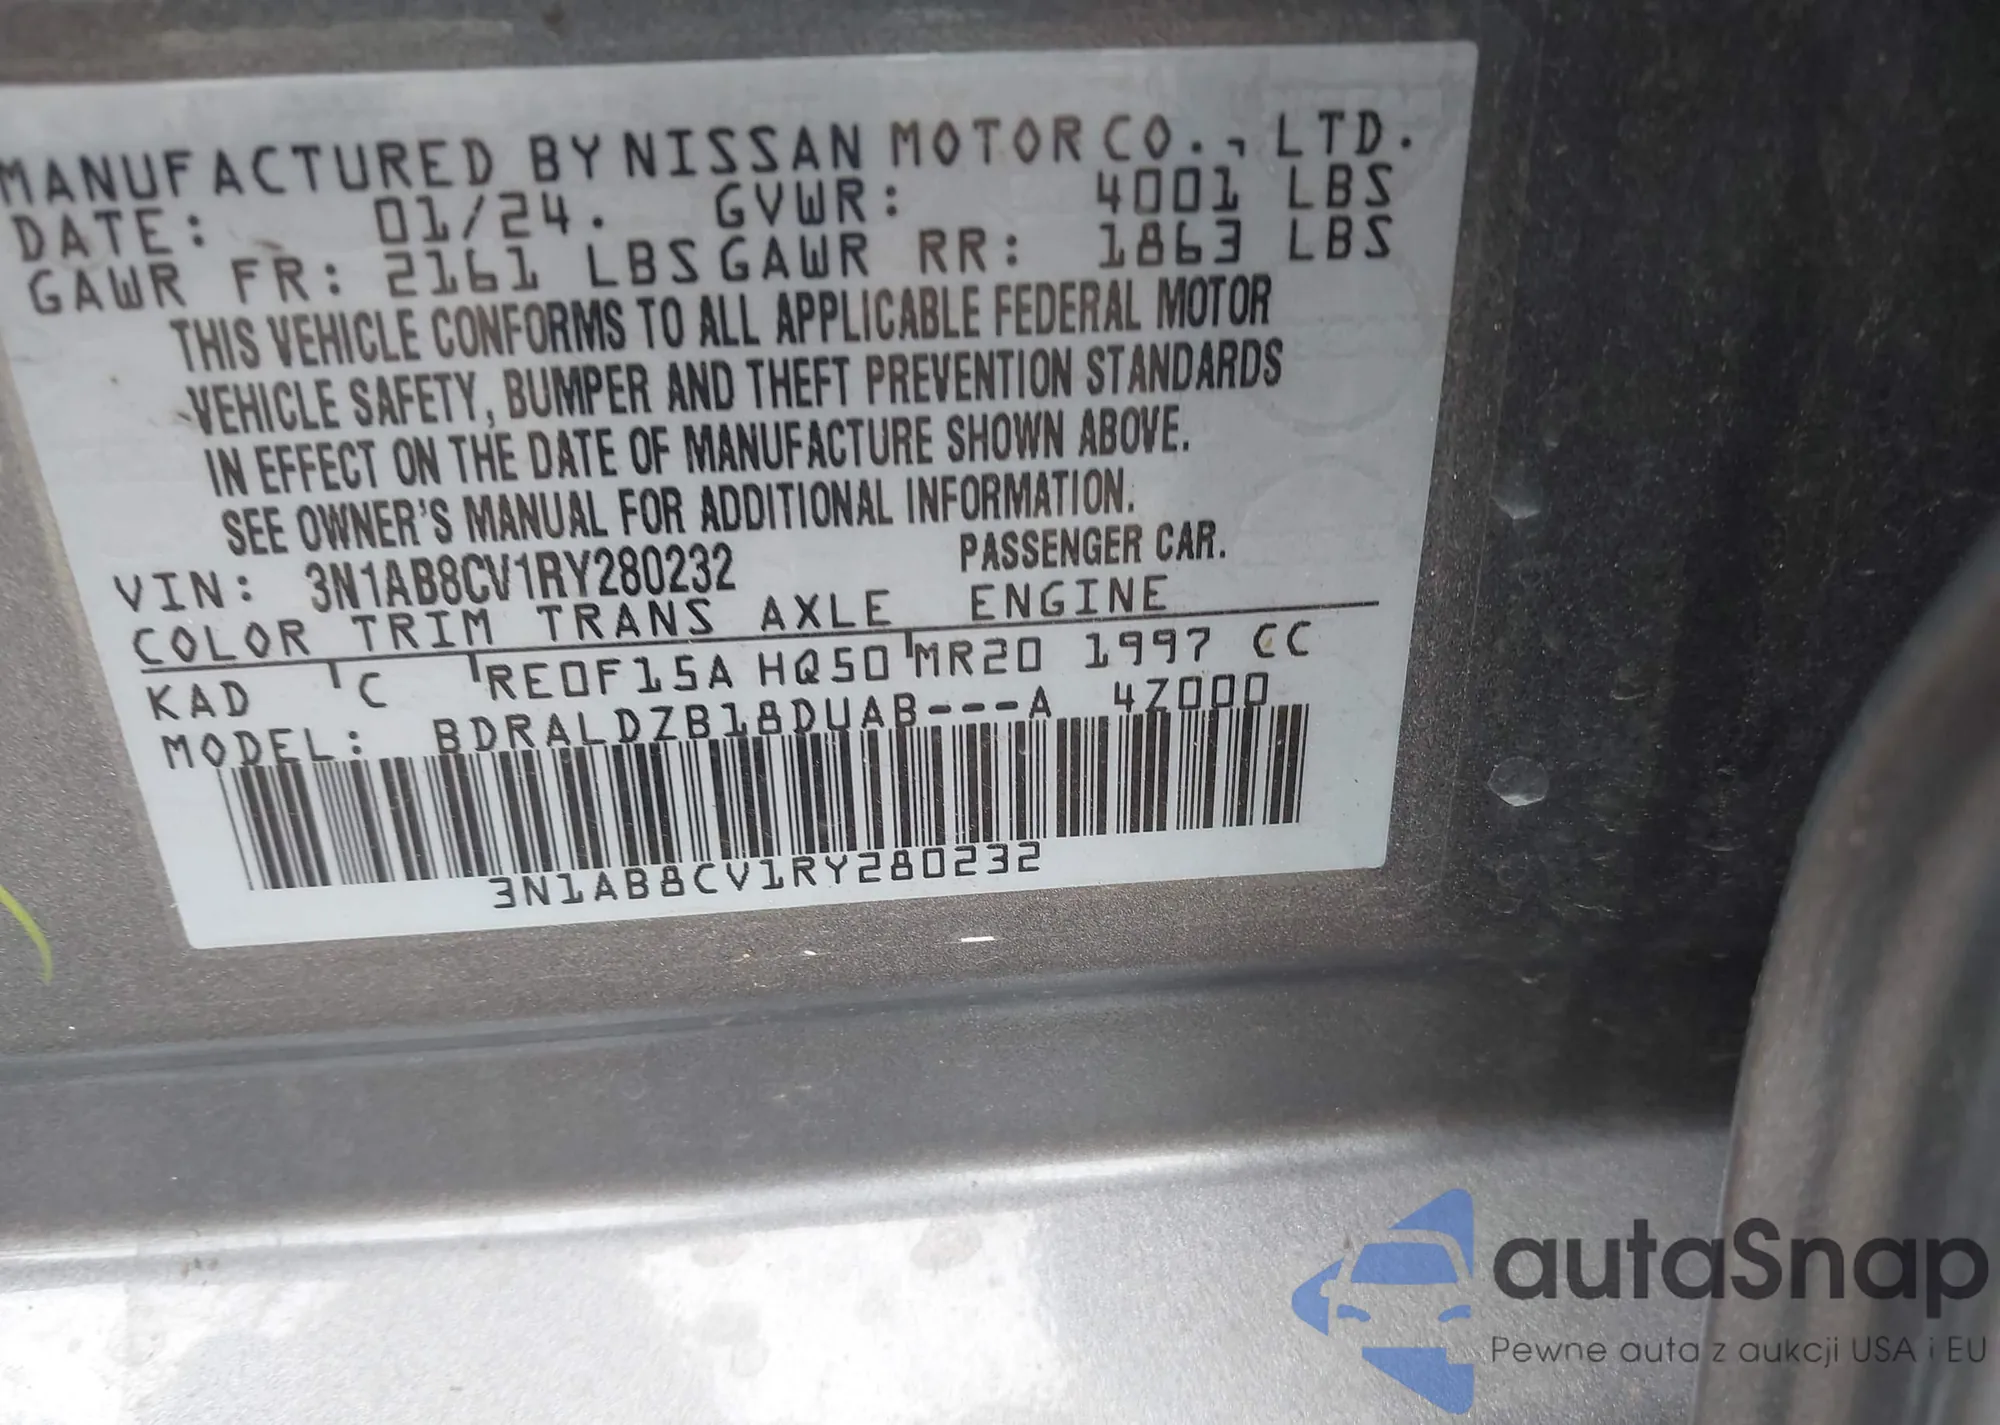 MANUFACTURED BY NISSAN MOTOR CO., LTD.
DATE: 01/24. GVWR: 4001 LBS
GAWR FR: 2161 LBS GAWR RR: 1863 LBS
THIS VEHICLE CONFORMS TO ALL APPLICABLE FEDERAL MOTOR
VEHICLE SAFETY, BUMPER AND THEFT PREVENTION STANDARDS
IN EFFECT ON THE DATE OF MANUFACTURE SHOWN ABOVE.
SEE OWNER'S MANUAL FOR ADDITIONAL INFORMATION.
VIN: 3N1AB8CV1RY280232 PASSENGER CAR.
COLOR TRIM TRANS AXLE ENGINE
KAD C RE0F15A HQ50 MR20 1997 CC
MODEL: BDRALDZB18DUAB---A 4Z000
3N1AB8CV1RY280232
autaSnap
Pewne auta z aukcji USA i EU